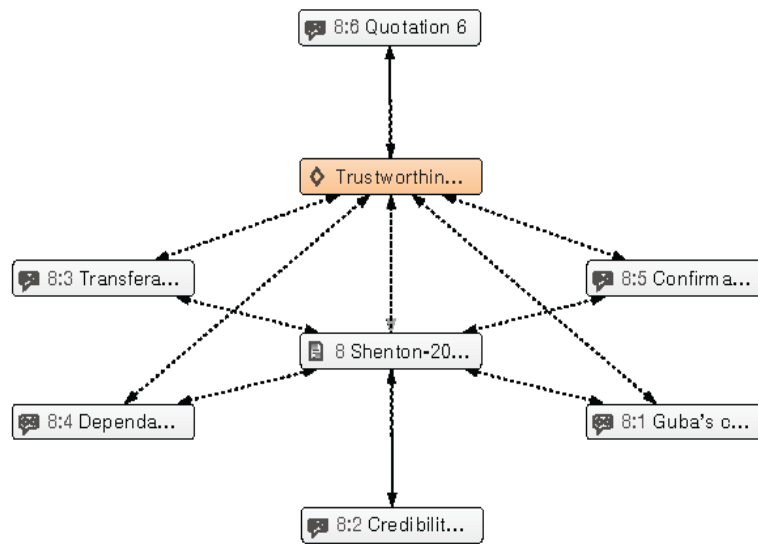 8:6 Quotation 6
Trustworthin...
8:3 Transfera...
8:5 Confirma...
8 Shenton-20...
8:4 Dependa...
8:1 Guba's c...
8:2 Credibilit...